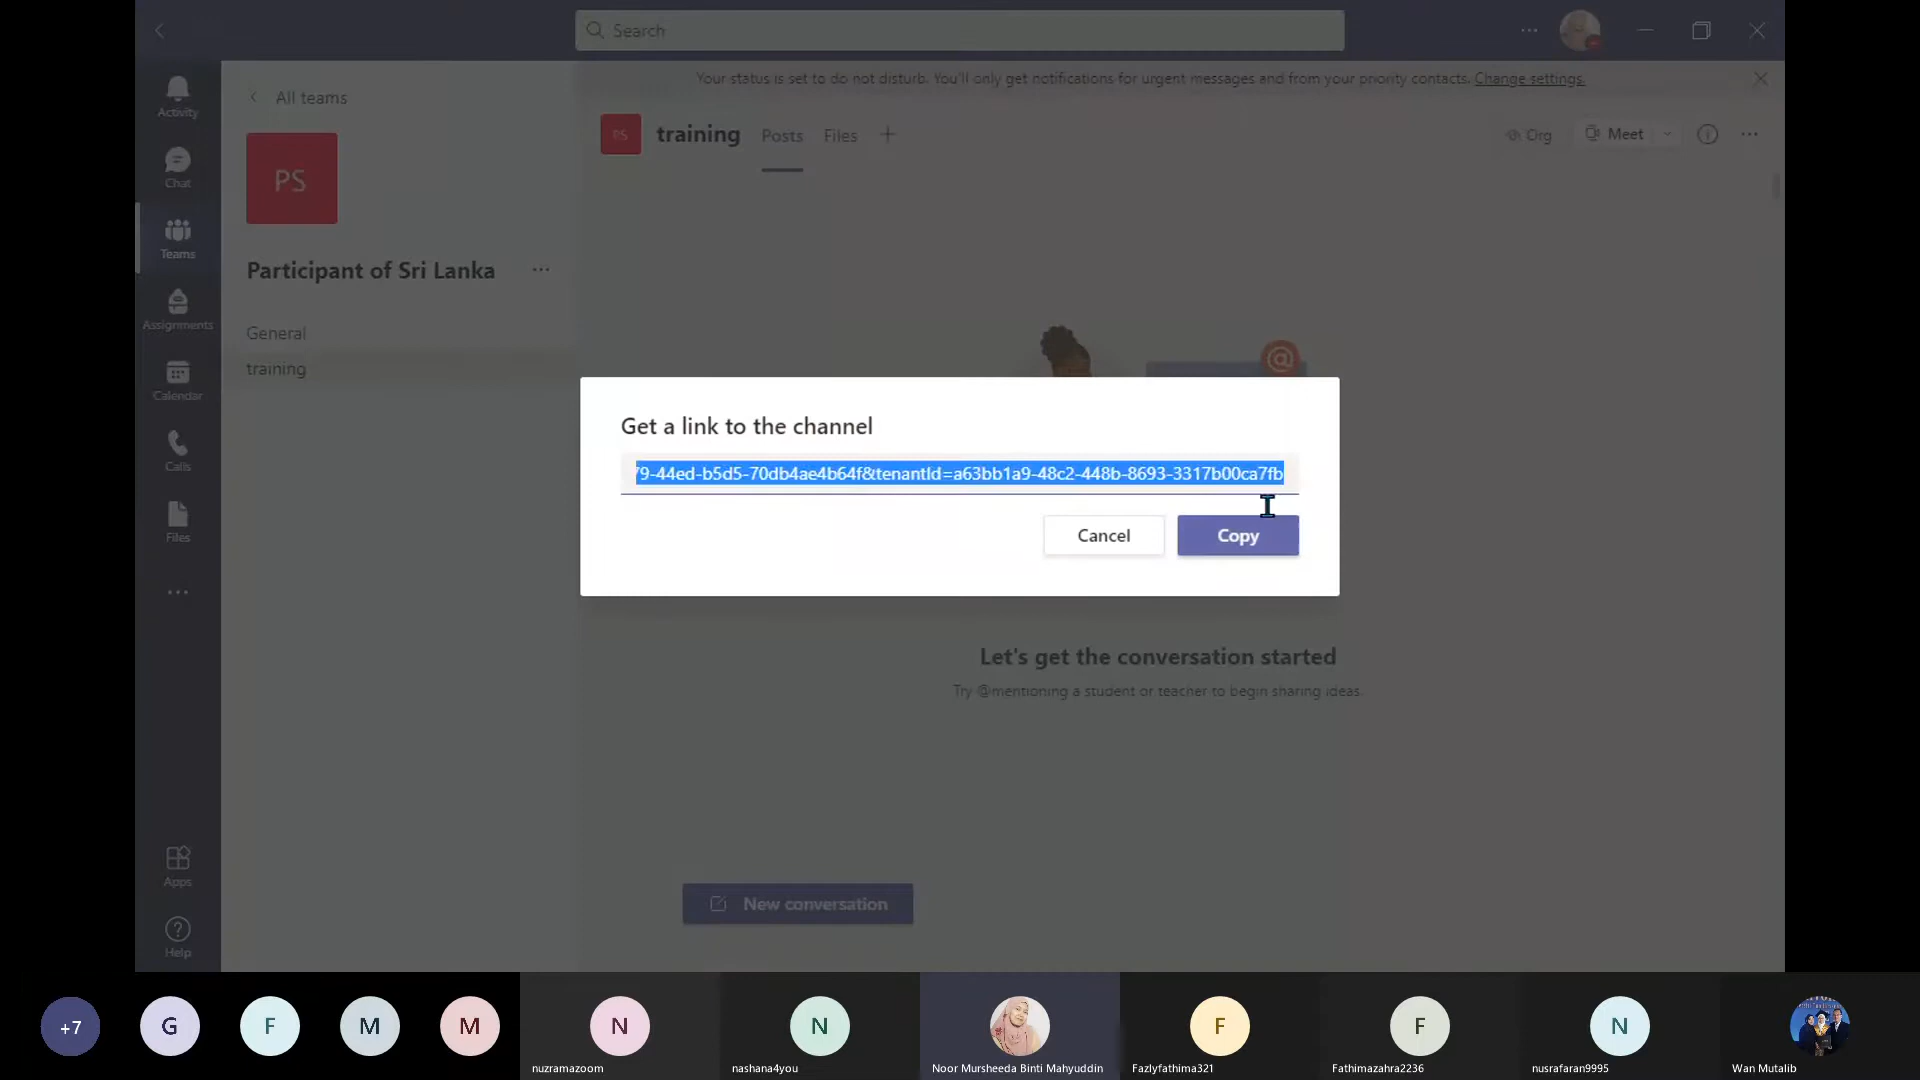 Search
Your status is set to do not disturb. You'll only get notifications for urgent messages and from your priority contacts. Change settings.
Activity
Chat
Teams
Assignments
Calendar
Calls
Files
Apps
Help
All teams
PS
Participant of Sri Lanka
General
training
PS
training
Posts
Files
Org
Meet
Get a link to the channel
79-44ed-b5d5-70db4ae4b64f&tenantId=a63bb1a9-48c2-448b-8693-3317b00ca7fb
Cancel
Copy
Let's get the conversation started
Try @mentioning a student or teacher to begin sharing ideas.
New conversation
+7
G
F
M
M
N
nuzramazoom
N
nashana4you
Noor Mursheeda Binti Mahyuddin
F
Fazlyfathima321
F
Fathimazahra2236
N
nusrafaran9995
Wan Mutalib